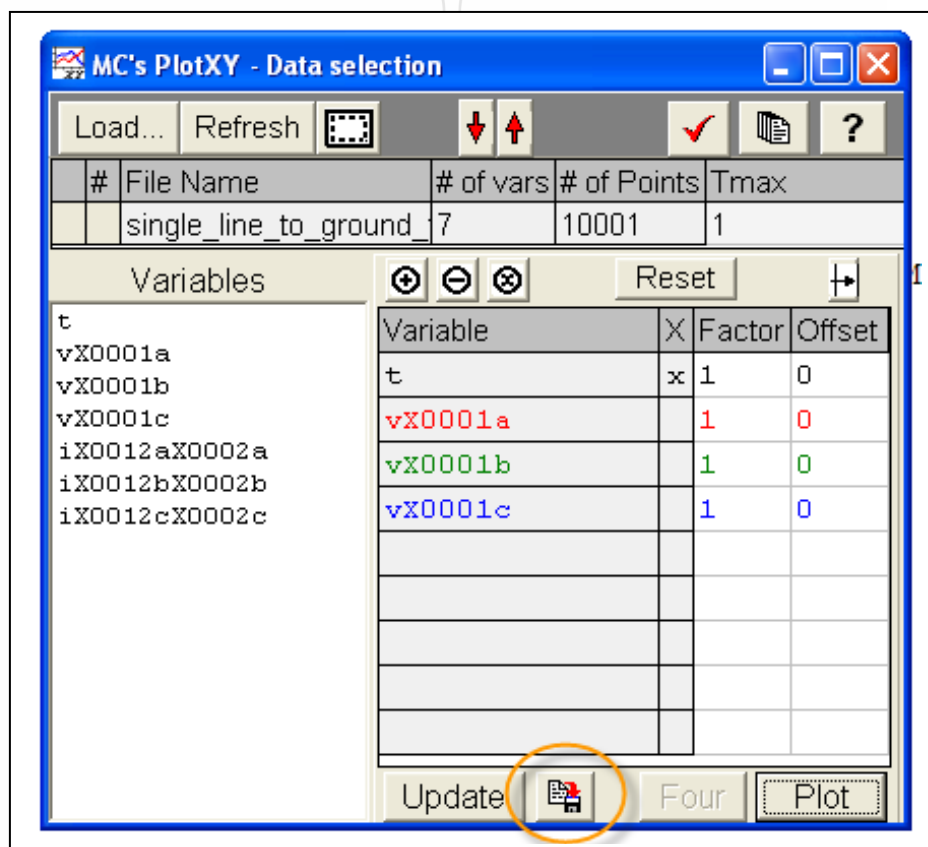 MC's PlotXY - Data selection
Load... Refresh ?
# File Name # of vars # of Points Tmax
single_line_to_ground_ 7 10001 1
Variables Reset
t
vX0001a
vX0001b
vX0001c
iX0012aX0002a
iX0012bX0002b
iX0012cX0002c
Variable X Factor Offset
t x 1 0
vX0001a 1 0
vX0001b 1 0
vX0001c 1 0
Update Four Plot